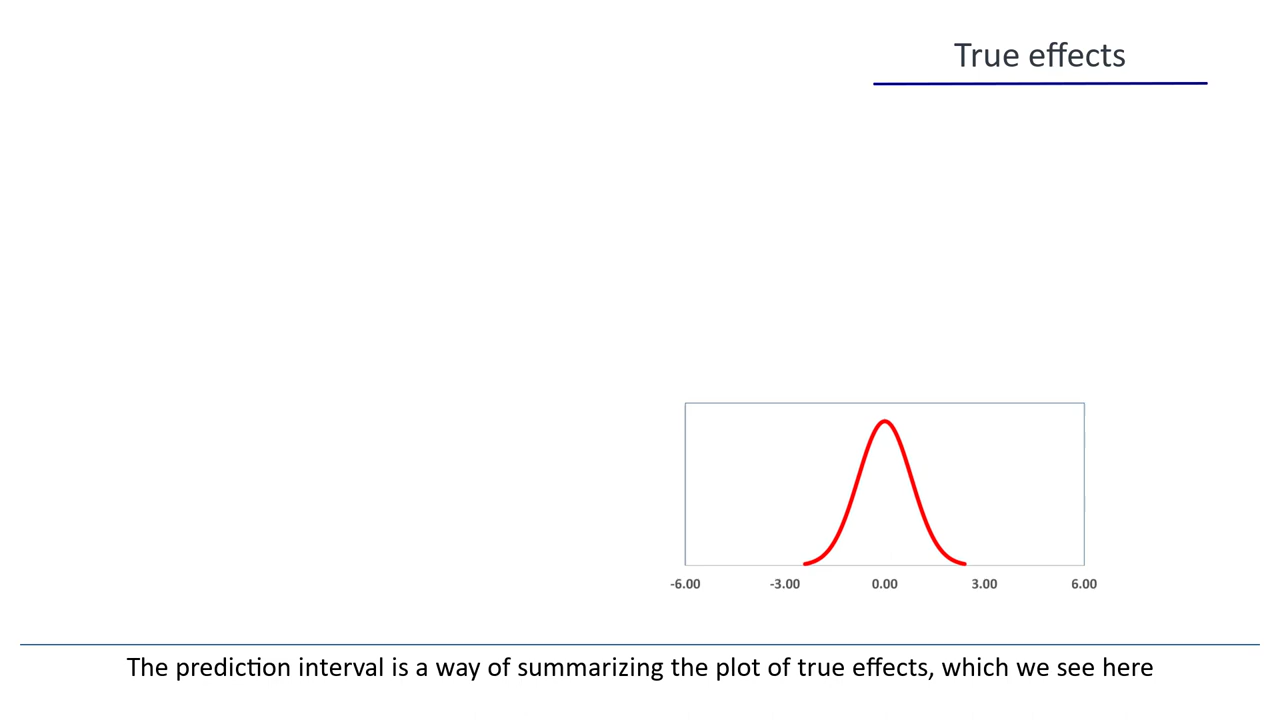 True effects
-6.00 -3.00 0.00 3.00 6.00
The prediction interval is a way of summarizing the plot of true effects, which we see here